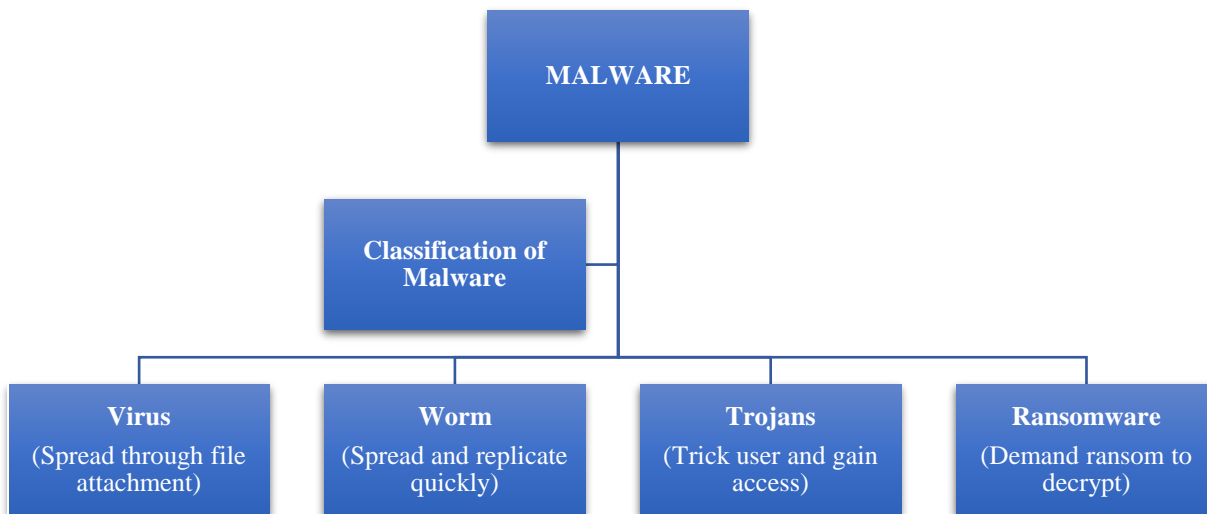 MALWARE
Classification of
Malware
Virus
(Spread through file
attachment)
Worm
(Spread and replicate
quickly)
Trojans
(Trick user and gain
access)
Ransomware
(Demand ransom to
decrypt)